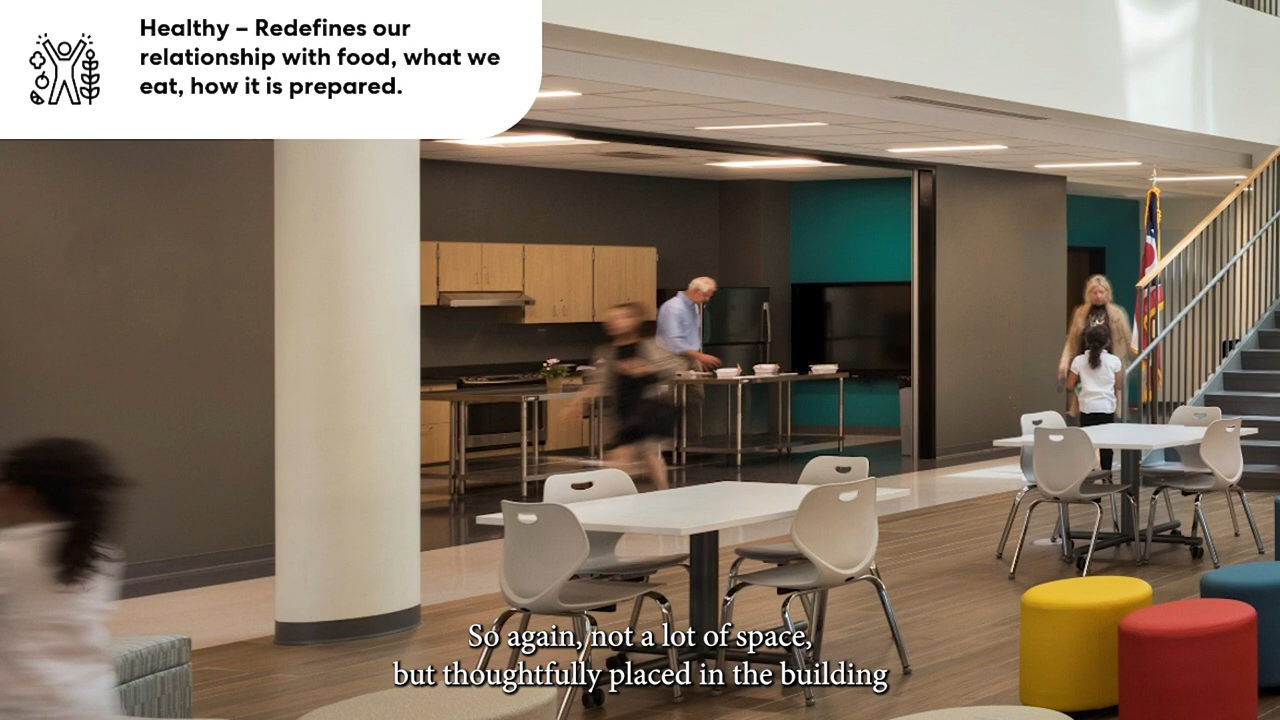 Healthy – Redefines our
relationship with food, what we
eat, how it is prepared.
So again, not a lot of space,
but thoughtfully placed in the building